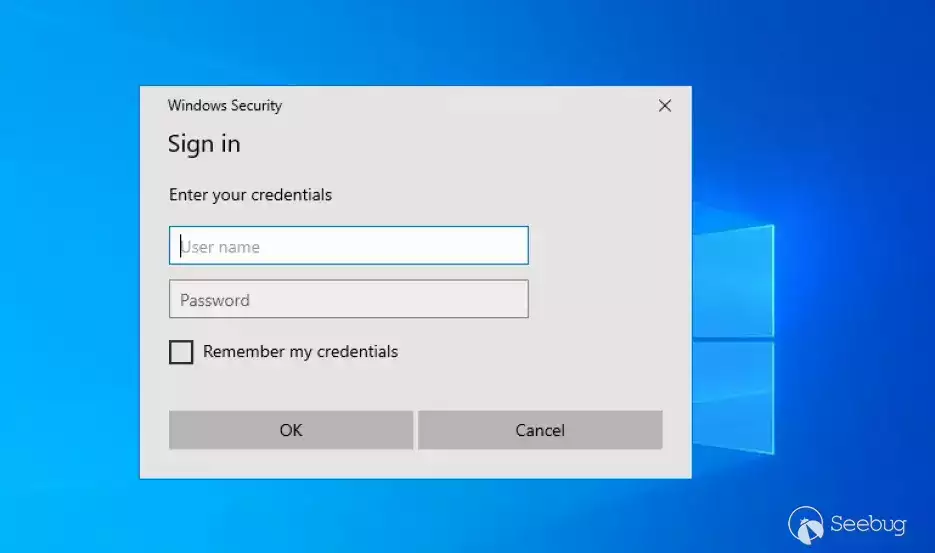 Windows Security
Sign in
Enter your credentials
User name
Password
Remember my credentials
OK
Cancel
Seebug